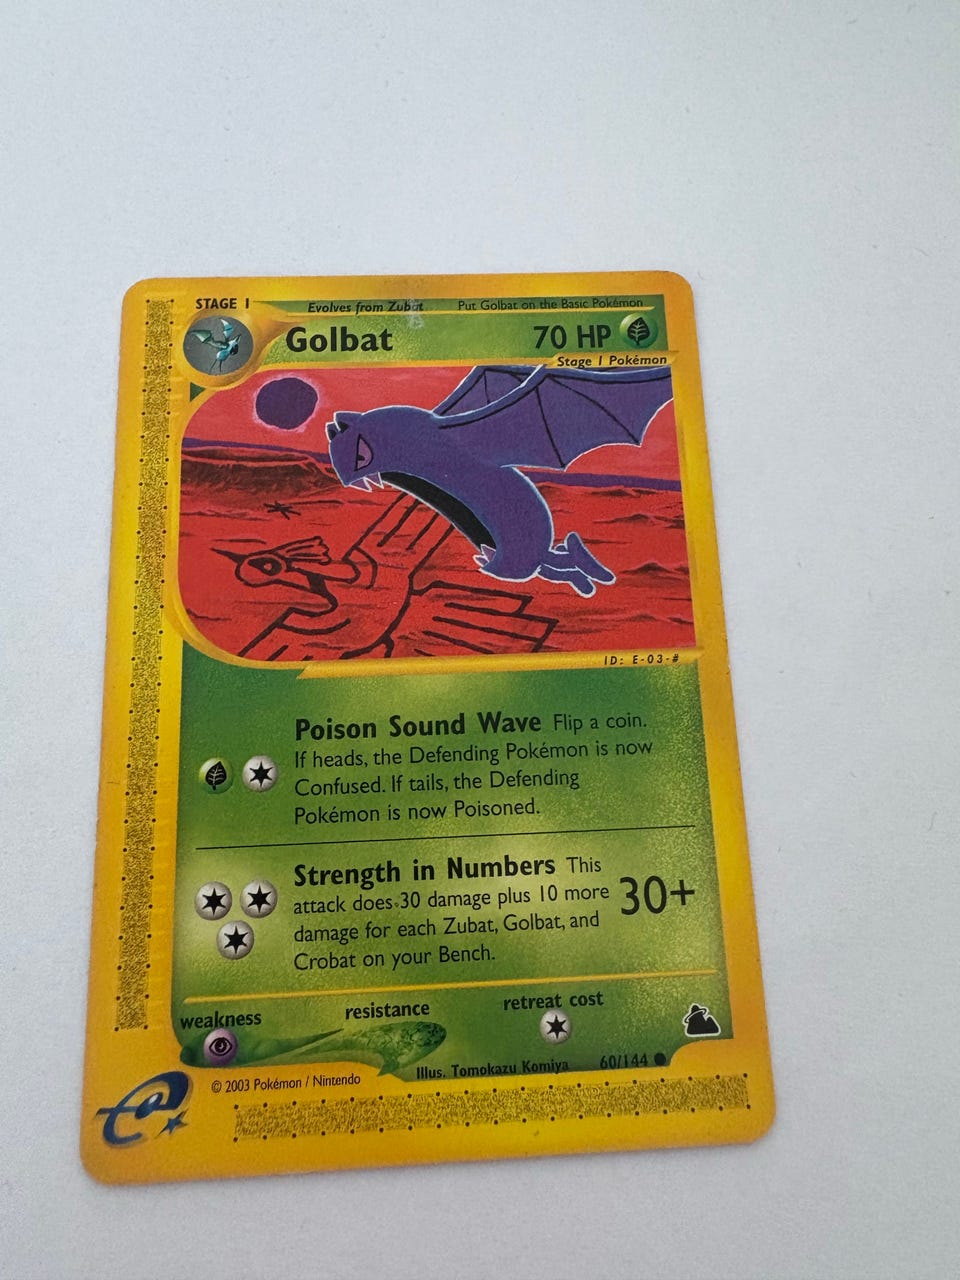 STAGE 1 Evolves from Zubat Put Golbat on the Basic Pokémon
Golbat 70 HP
Stage 1 Pokémon
ID: E-03-#
Poison Sound Wave Flip a coin.
If heads, the Defending Pokémon is now
Confused. If tails, the Defending
Pokémon is now Poisoned.
Strength in Numbers This
attack does 30 damage plus 10 more
damage for each Zubat, Golbat, and
Crobat on your Bench.
30+
weakness resistance retreat cost
Illus. Tomokazu Komiya 60/144 ●
© 2003 Pokémon / Nintendo
e